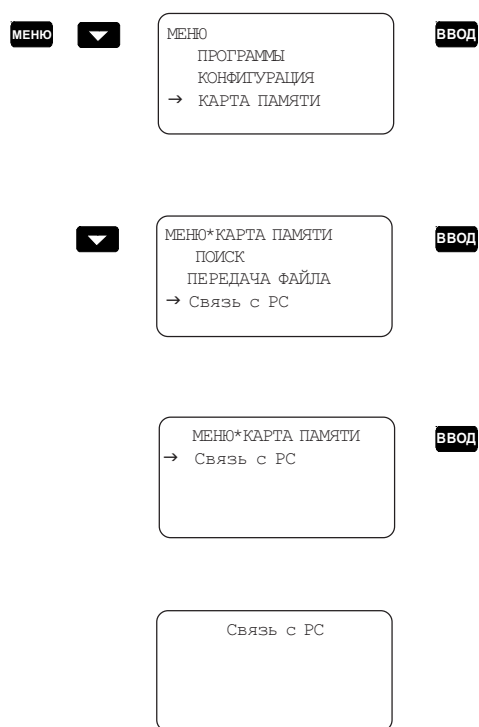 МЕНЮ
МЕНЮ
ВВОД
ПРОГРАММЫ
КОНФИГУРАЦИЯ
→ КАРТА ПАМЯТИ
МЕНЮ*КАРТА ПАМЯТИ
ВВОД
ПОИСК
ПЕРЕДАЧА ФАЙЛА
→ Связь с PC
МЕНЮ*КАРТА ПАМЯТИ
ВВОД
→ Связь с PC
Связь с PC